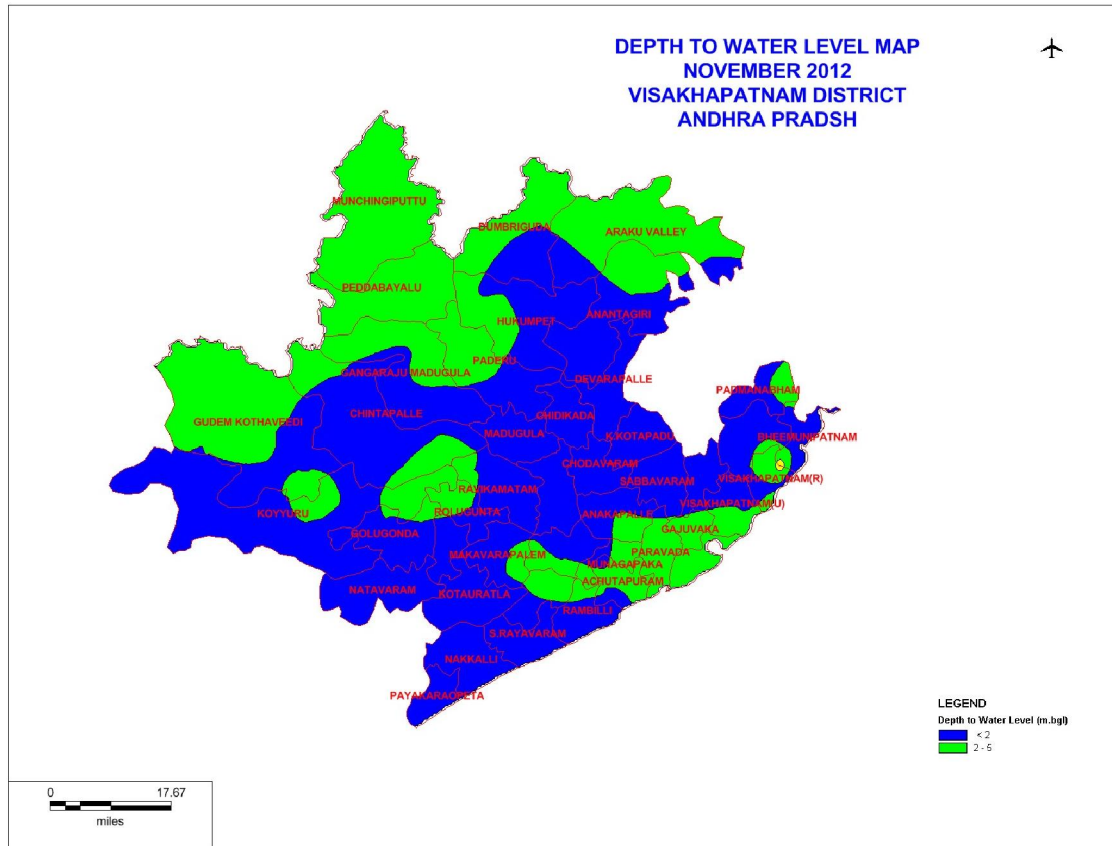 DEPTH TO WATER LEVEL MAP
NOVEMBER 2012
VISAKHAPATNAM DISTRICT
ANDHRA PRADSH
MUNCHINGIPUTTU
DUMBRIGUDA
ARAKU VALLEY
PEDDABAYALU
HUKUMPET
ANANTAGIRI
PADERU
GANGARAJU MADUGULA
DEVARAPALLE
PADMANABHAM
GUDEM KOTHAVEEDI
CHINTAPALLE
CHIDIKADA
MADUGULA
K.KOTAPADU
BHEEMUNIPATNAM
CHODAVARAM
SABBAVARAM
VISAKHAPATNAM(R)
RAVIKAMATAM
VISAKHAPATNAM(U)
KOYYURU
ROLUGUNTA
ANAKAPALLE
GAJUVAKA
GOLUGONDA
MAKAVARAPALEM
PARAVADA
MUNAGAPAKA
ACHUTAPURAM
NATAVARAM
KOTAURATLA
RAMBILLI
S.RAYAVARAM
NAKKALLI
PAYAKARAOPETA
LEGEND
Depth to Water Level (m.bgl)
< 2
2 - 5
0 17.67
miles